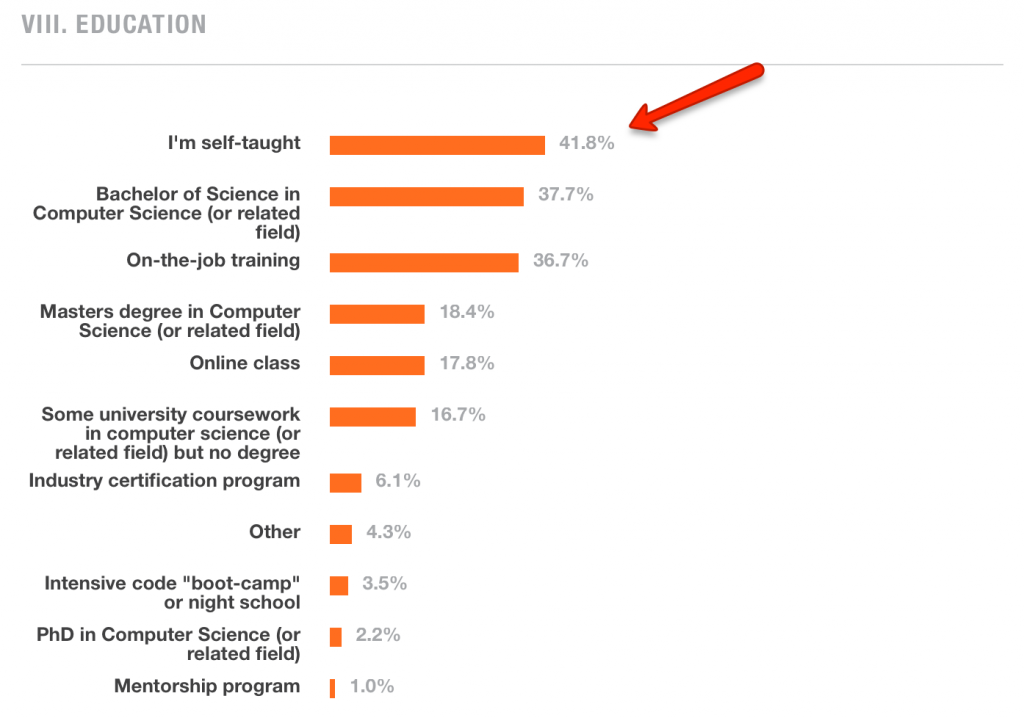 VIII. EDUCATION
I'm self-taught
41.8%
Bachelor of Science in
Computer Science (or related
field)
37.7%
On-the-job training
36.7%
Masters degree in Computer
Science (or related field)
18.4%
Online class
17.8%
Some university coursework
in computer science (or
related field) but no degree
16.7%
Industry certification program
6.1%
Other
4.3%
Intensive code "boot-camp"
or night school
3.5%
PhD in Computer Science (or
related field)
2.2%
Mentorship program
1.0%